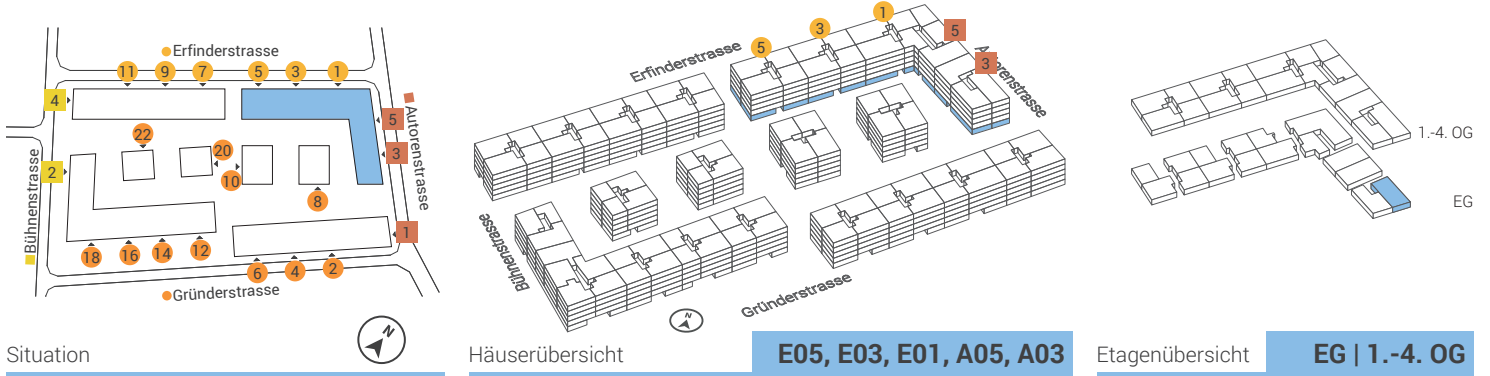 Erfinderstrasse
11
9
7
5
3
1
4
5
22
20
3
2
10
8
Autorenstrasse
Bühnenstrasse
1
18
16
14
12
6
4
2
Gründerstrasse
N
Situation
1
3
5
5
3
Erfinderstrasse
Autorenstrasse
Bühnenstrasse
Gründerstrasse
N
Häuserübersicht
E05, E03, E01, A05, A03
1.-4. OG
EG
Etagenübersicht
EG | 1.-4. OG